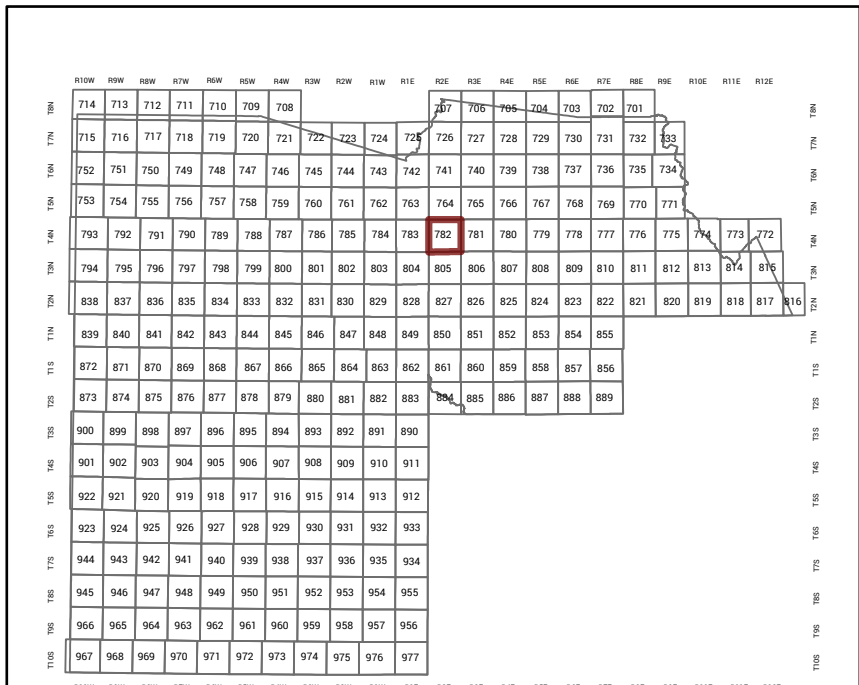 R10W R9W R8W R7W R6W R5W R4W R3W R2W R1W R1E R2E R3E R4E R5E R6E R7E R8E R9E R10E R11E R12E
T8N 714 713 712 711 710 709 708 707 706 705 704 703 702 701 T8N
T7N 715 716 717 718 719 720 721 722 723 724 725 726 727 728 729 730 731 732 733 T7N
T6N 752 751 750 749 748 747 746 745 744 743 742 741 740 739 738 737 736 735 734 T6N
T5N 753 754 755 756 757 758 759 760 761 762 763 764 765 766 767 768 769 770 771 T5N
T4N 793 792 791 790 789 788 787 786 785 784 783 782 781 780 779 778 777 776 775 774 773 772 T4N
T3N 794 795 796 797 798 799 800 801 802 803 804 805 806 807 808 809 810 811 812 813 814 815 T3N
T2N 838 837 836 835 834 833 832 831 830 829 828 827 826 825 824 823 822 821 820 819 818 817 816 T2N
T1N 839 840 841 842 843 844 845 846 847 848 849 850 851 852 853 854 855 T1N
T1S 872 871 870 869 868 867 866 865 864 863 862 861 860 859 858 857 856 T1S
T2S 873 874 875 876 877 878 879 880 881 882 883 884 885 886 887 888 889 T2S
T3S 900 899 898 897 896 895 894 893 892 891 890 T3S
T4S 901 902 903 904 905 906 907 908 909 910 911 T4S
T5S 922 921 920 919 918 917 916 915 914 913 912 T5S
T6S 923 924 925 926 927 928 929 930 931 932 933 T6S
T7S 944 943 942 941 940 939 938 937 936 935 934 T7S
T8S 945 946 947 948 949 950 951 952 953 954 955 T8S
T9S 966 965 964 963 962 961 960 959 958 957 956 T9S
T10S 967 968 969 970 971 972 973 974 975 976 977 T10S